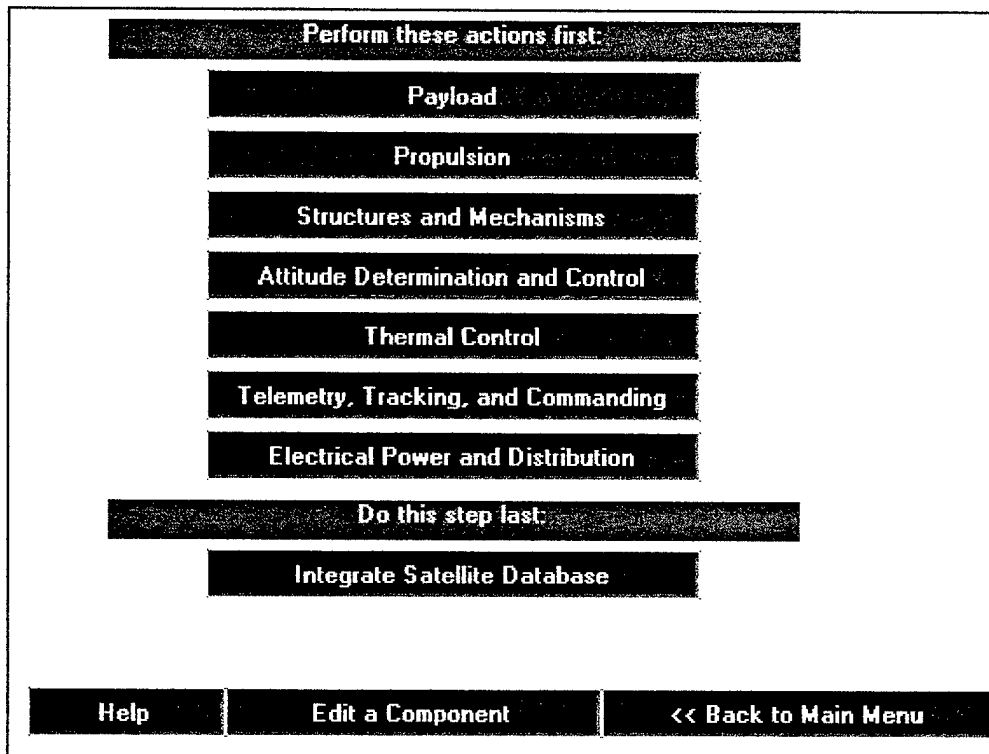 Perform these actions first:
Payload
Propulsion
Structures and Mechanisms
Attitude Determination and Control
Thermal Control
Telemetry, Tracking, and Commanding
Electrical Power and Distribution
Do this step last:
Integrate Satellite Database
Help
Edit a Component
<< Back to Main Menu